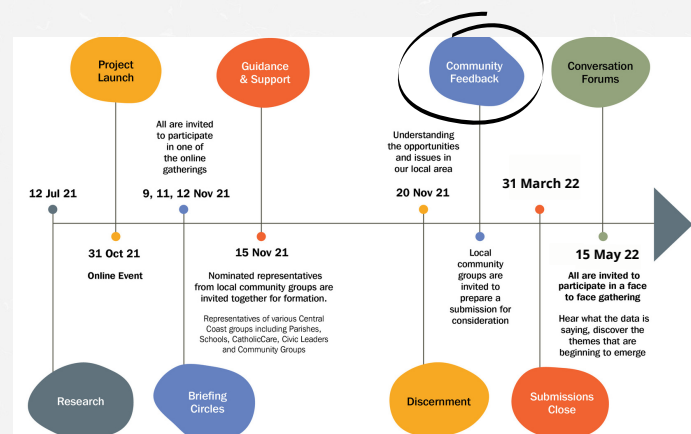 Project
Launch
Guidance
& Support
Community
Feedback
Conversation
Forums
All are invited
to participate
in one of
the online
gatherings
Understanding
the opportunities
and issues in
our local area
12 Jul 21
9, 11, 12 Nov 21
20 Nov 21
31 March 22
31 Oct 21
Online Event
15 Nov 21
Nominated representatives
from local community groups are
invited together for formation.
Representatives of various Central
Coast groups including Parishes,
Schools, CatholicCare, Civic Leaders
and Community Groups
Local
community
groups are
invited to
prepare a
submission for
consideration
15 May 22
All are invited to
participate in a face
to face gathering
Hear what the data is
saying, discover the
themes that are
beginning to emerge
Research
Briefing
Circles
Discernment
Submissions
Close